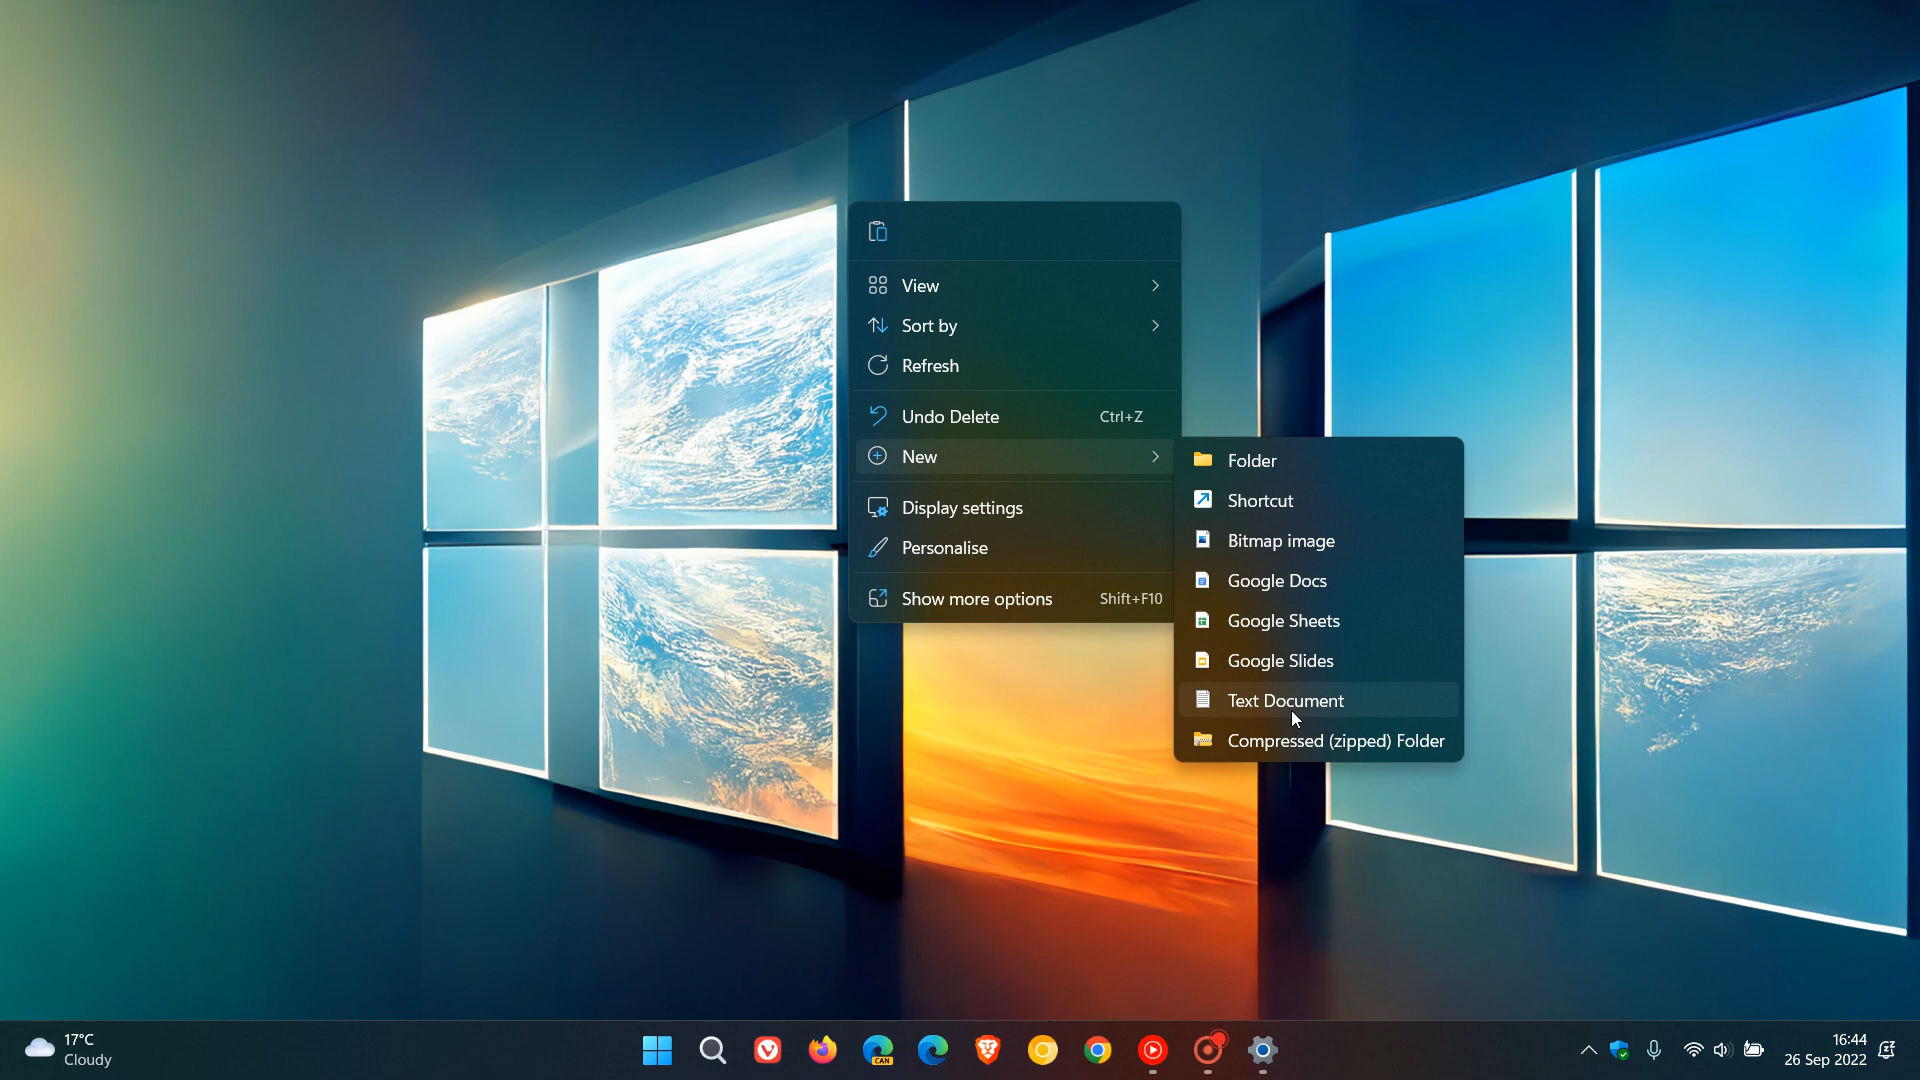 View
Sort by
Refresh
Undo Delete Ctrl+Z
New
Display settings
Personalise
Show more options Shift+F10
Folder
Shortcut
Bitmap image
Google Docs
Google Sheets
Google Slides
Text Document
Compressed (zipped) Folder
17°C
Cloudy
CAN
16:44
26 Sep 2022